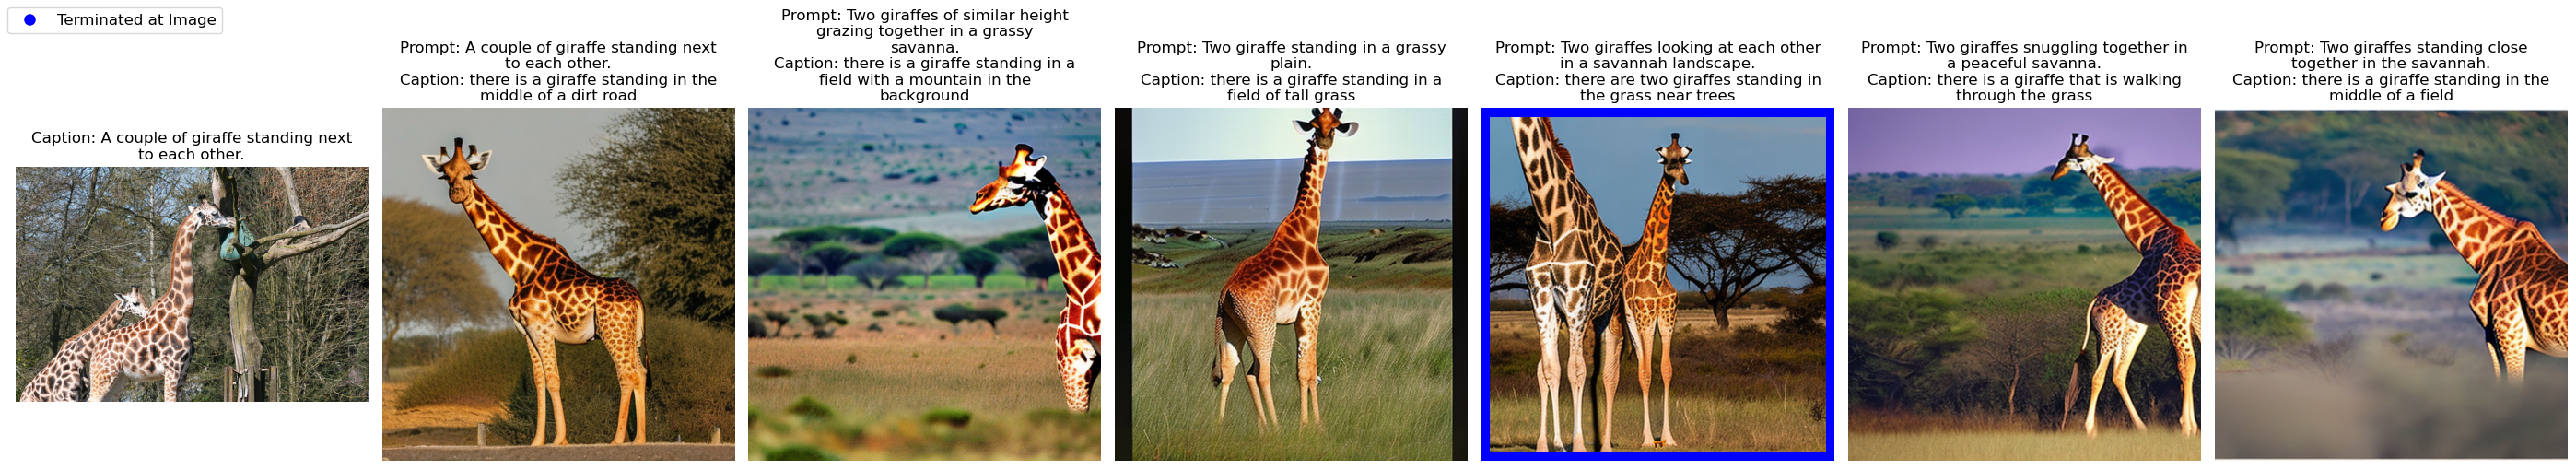 Terminated at Image
Caption: A couple of giraffe standing next
to each other.
Prompt: A couple of giraffe standing next
to each other.
Caption: there is a giraffe standing in the
middle of a dirt road
Prompt: Two giraffes of similar height
grazing together in a grassy
savanna.
Caption: there is a giraffe standing in a
field with a mountain in the
background
Prompt: Two giraffe standing in a grassy
plain.
Caption: there is a giraffe standing in a
field of tall grass
Prompt: Two giraffes looking at each other
in a savannah landscape.
Caption: there are two giraffes standing in
the grass near trees
Prompt: Two giraffes snuggling together in
a peaceful savanna.
Caption: there is a giraffe that is walking
through the grass
Prompt: Two giraffes standing close
together in the savannah.
Caption: there is a giraffe standing in the
middle of a field